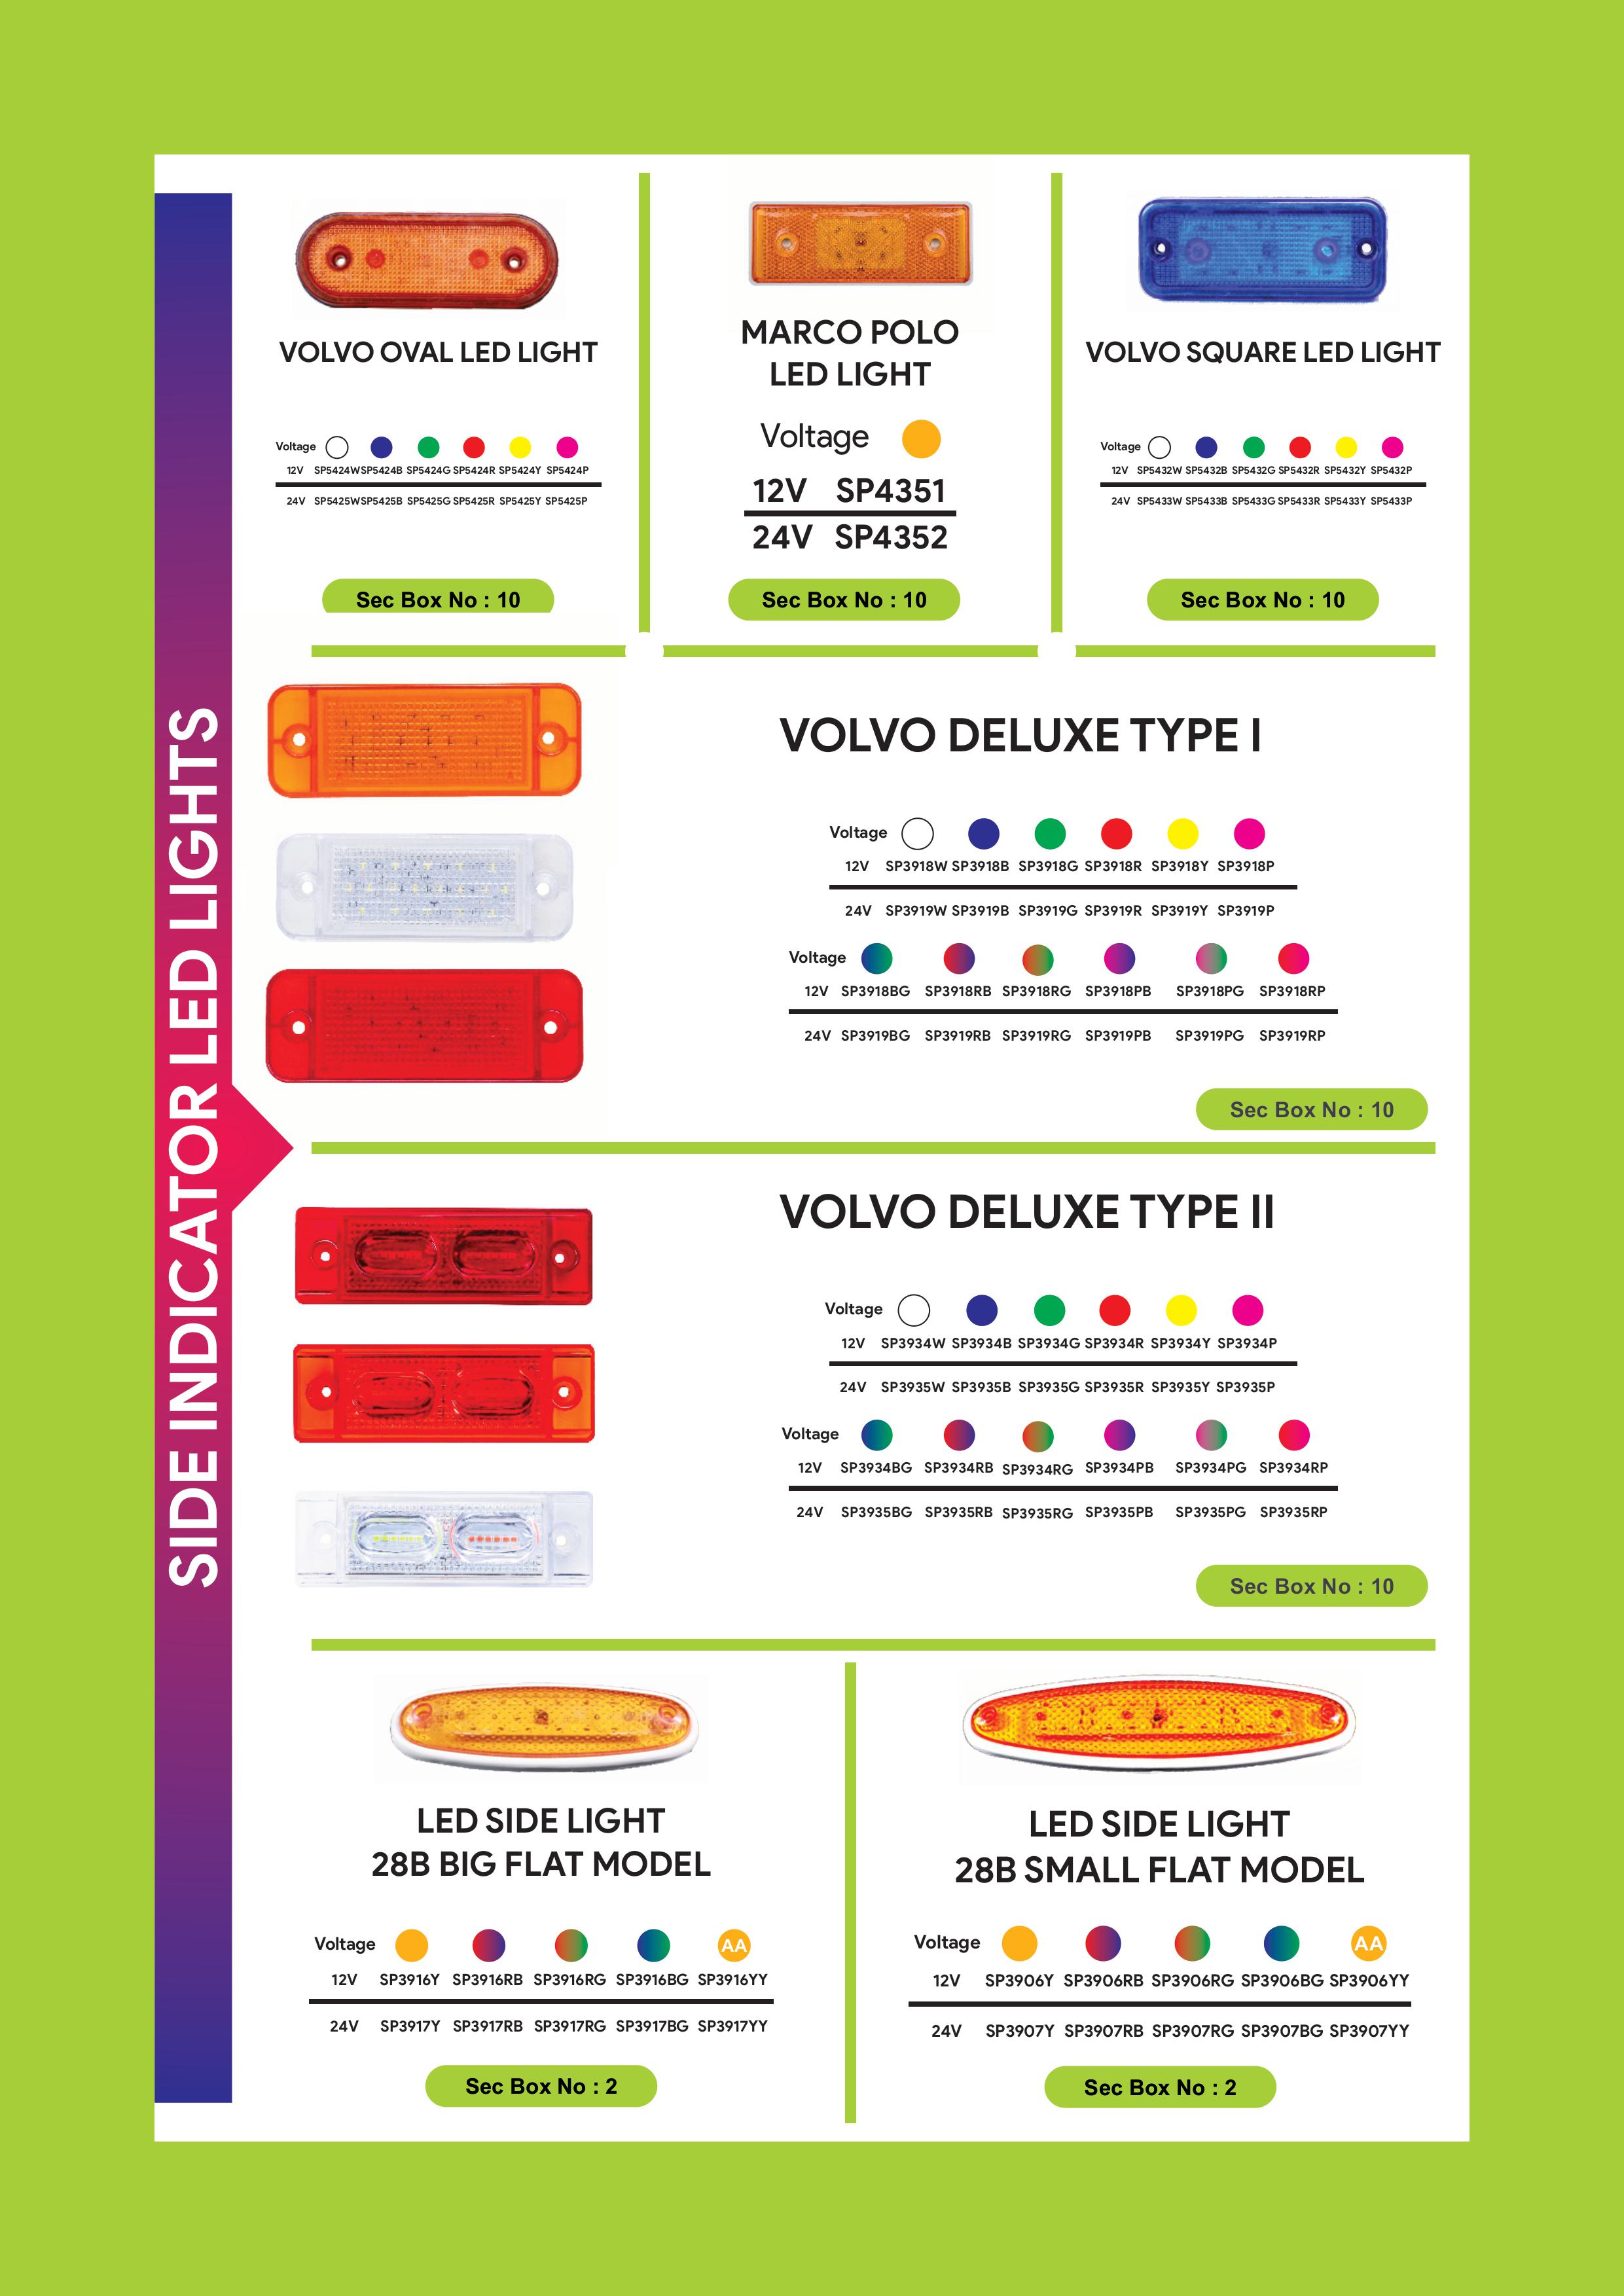 SIDE INDICATOR LED LIGHTS
VOLVO OVAL LED LIGHT
Voltage
12V SP5424W SP5424B SP5424G SP5424R SP5424Y SP5424P
24V SP5425W SP5425B SP5425G SP5425R SP5425Y SP5425P
Sec Box No : 10
MARCO POLO
LED LIGHT
Voltage
12V SP4351
24V SP4352
Sec Box No : 10
VOLVO SQUARE LED LIGHT
Voltage
12V SP5432W SP5432B SP5432G SP5432R SP5432Y SP5432P
24V SP5433W SP5433B SP5433G SP5433R SP5433Y SP5433P
Sec Box No : 10
VOLVO DELUXE TYPE I
Voltage
12V SP3918W SP3918B SP3918G SP3918R SP3918Y SP3918P
24V SP3919W SP3919B SP3919G SP3919R SP3919Y SP3919P
Voltage
12V SP3918BG SP3918RB SP3918RG SP3918PB SP3918PG SP3918RP
24V SP3919BG SP3919RB SP3919RG SP3919PB SP3919PG SP3919RP
Sec Box No : 10
VOLVO DELUXE TYPE II
Voltage
12V SP3934W SP3934B SP3934G SP3934R SP3934Y SP3934P
24V SP3935W SP3935B SP3935G SP3935R SP3935Y SP3935P
Voltage
12V SP3934BG SP3934RB SP3934RG SP3934PB SP3934PG SP3934RP
24V SP3935BG SP3935RB SP3935RG SP3935PB SP3935PG SP3935RP
Sec Box No : 10
LED SIDE LIGHT
28B BIG FLAT MODEL
Voltage AA
12V SP3916Y SP3916RB SP3916RG SP3916BG SP3916YY
24V SP3917Y SP3917RB SP3917RG SP3917BG SP3917YY
Sec Box No : 2
LED SIDE LIGHT
28B SMALL FLAT MODEL
Voltage AA
12V SP3906Y SP3906RB SP3906RG SP3906BG SP3906YY
24V SP3907Y SP3907RB SP3907RG SP3907BG SP3907YY
Sec Box No : 2